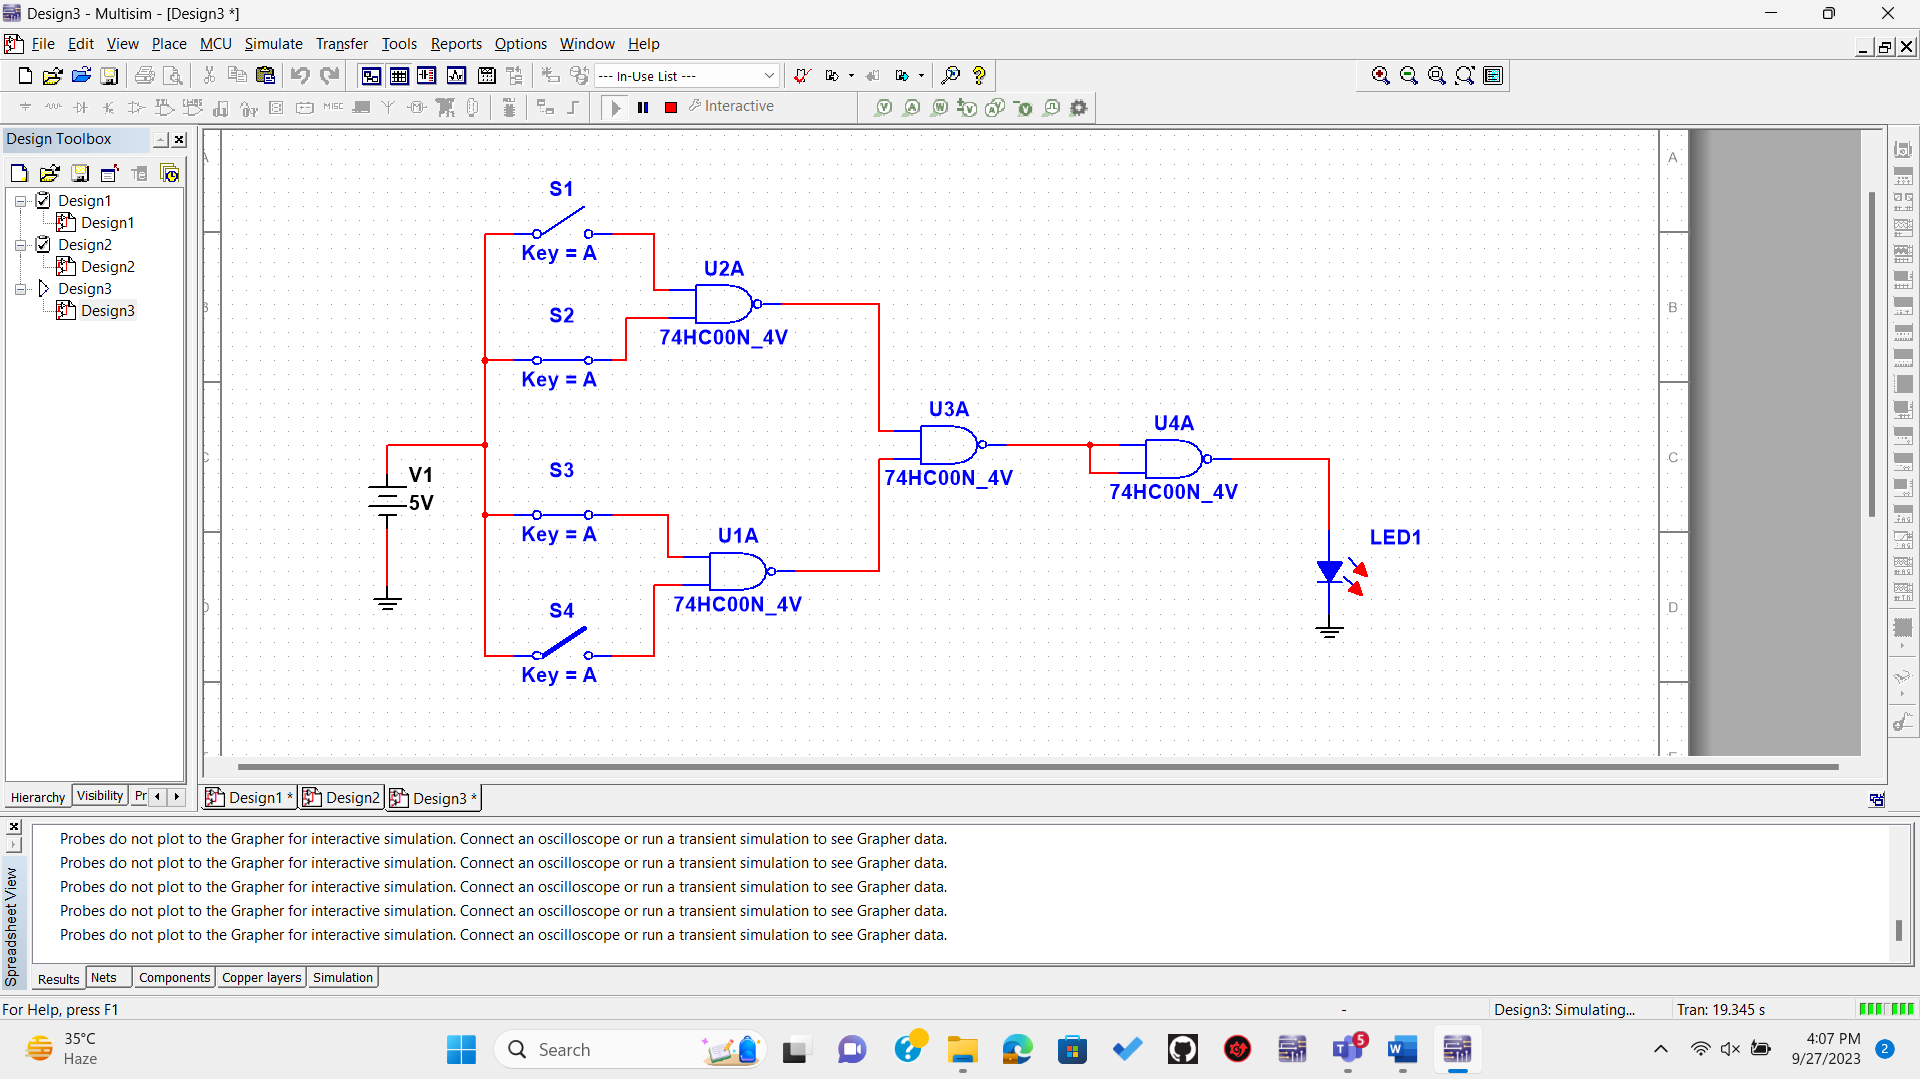 Design3 - Multisim - [Design3 *]
File Edit View Place MCU Simulate Transfer Tools Reports Options Window Help
--- In-Use List ---
MISC
Interactive
Design Toolbox
Design1
Design1
Design2
Design2
Design3
Design3
Hierarchy Visibility Pr
A
B
C
D
A
B
C
D
S1
Key = A
S2
Key = A
U2A
74HC00N_4V
V1
5V
S3
Key = A
U1A
74HC00N_4V
S4
Key = A
U3A
74HC00N_4V
U4A
74HC00N_4V
LED1
Design1 * Design2 Design3 *
Spreadsheet View
Probes do not plot to the Grapher for interactive simulation. Connect an oscilloscope or run a transient simulation to see Grapher data.
Probes do not plot to the Grapher for interactive simulation. Connect an oscilloscope or run a transient simulation to see Grapher data.
Probes do not plot to the Grapher for interactive simulation. Connect an oscilloscope or run a transient simulation to see Grapher data.
Probes do not plot to the Grapher for interactive simulation. Connect an oscilloscope or run a transient simulation to see Grapher data.
Probes do not plot to the Grapher for interactive simulation. Connect an oscilloscope or run a transient simulation to see Grapher data.
Results Nets Components Copper layers Simulation
For Help, press F1 - Design3: Simulating... Tran: 19.345 s
35°C
Haze
Search
5
4:07 PM
9/27/2023
2